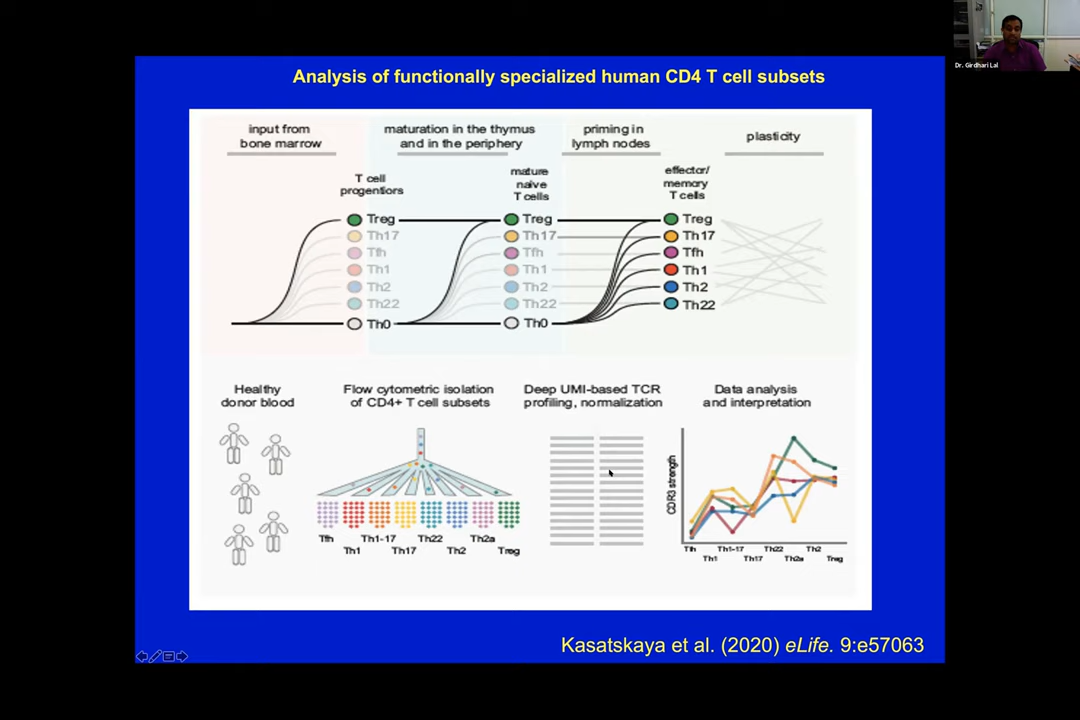 Dr. Girdhari Lal
Analysis of functionally specialized human CD4 T cell subsets
input from
bone marrow
maturation in the thymus
and in the periphery
priming in
lymph nodes
plasticity
T cell
progentiors
mature
naive
T cells
effector/
memory
T cells
Treg
Th17
Tfh
Th1
Th2
Th22
Th0
Treg
Th17
Tfh
Th1
Th2
Th22
Th0
Treg
Th17
Tfh
Th1
Th2
Th22
Healthy
donor blood
Flow cytometric isolation
of CD4+ T cell subsets
Deep UMI-based TCR
profiling, normalization
Data analysis
and interpretation
Tfh Th1-17 Th22 Th2a
Th1 Th17 Th2 Treg
CDR3 strength
Tfh Th1-17 Th22 Th2
Th1 Th17 Th2a Treg
Kasatskaya et al. (2020) eLife. 9:e57063